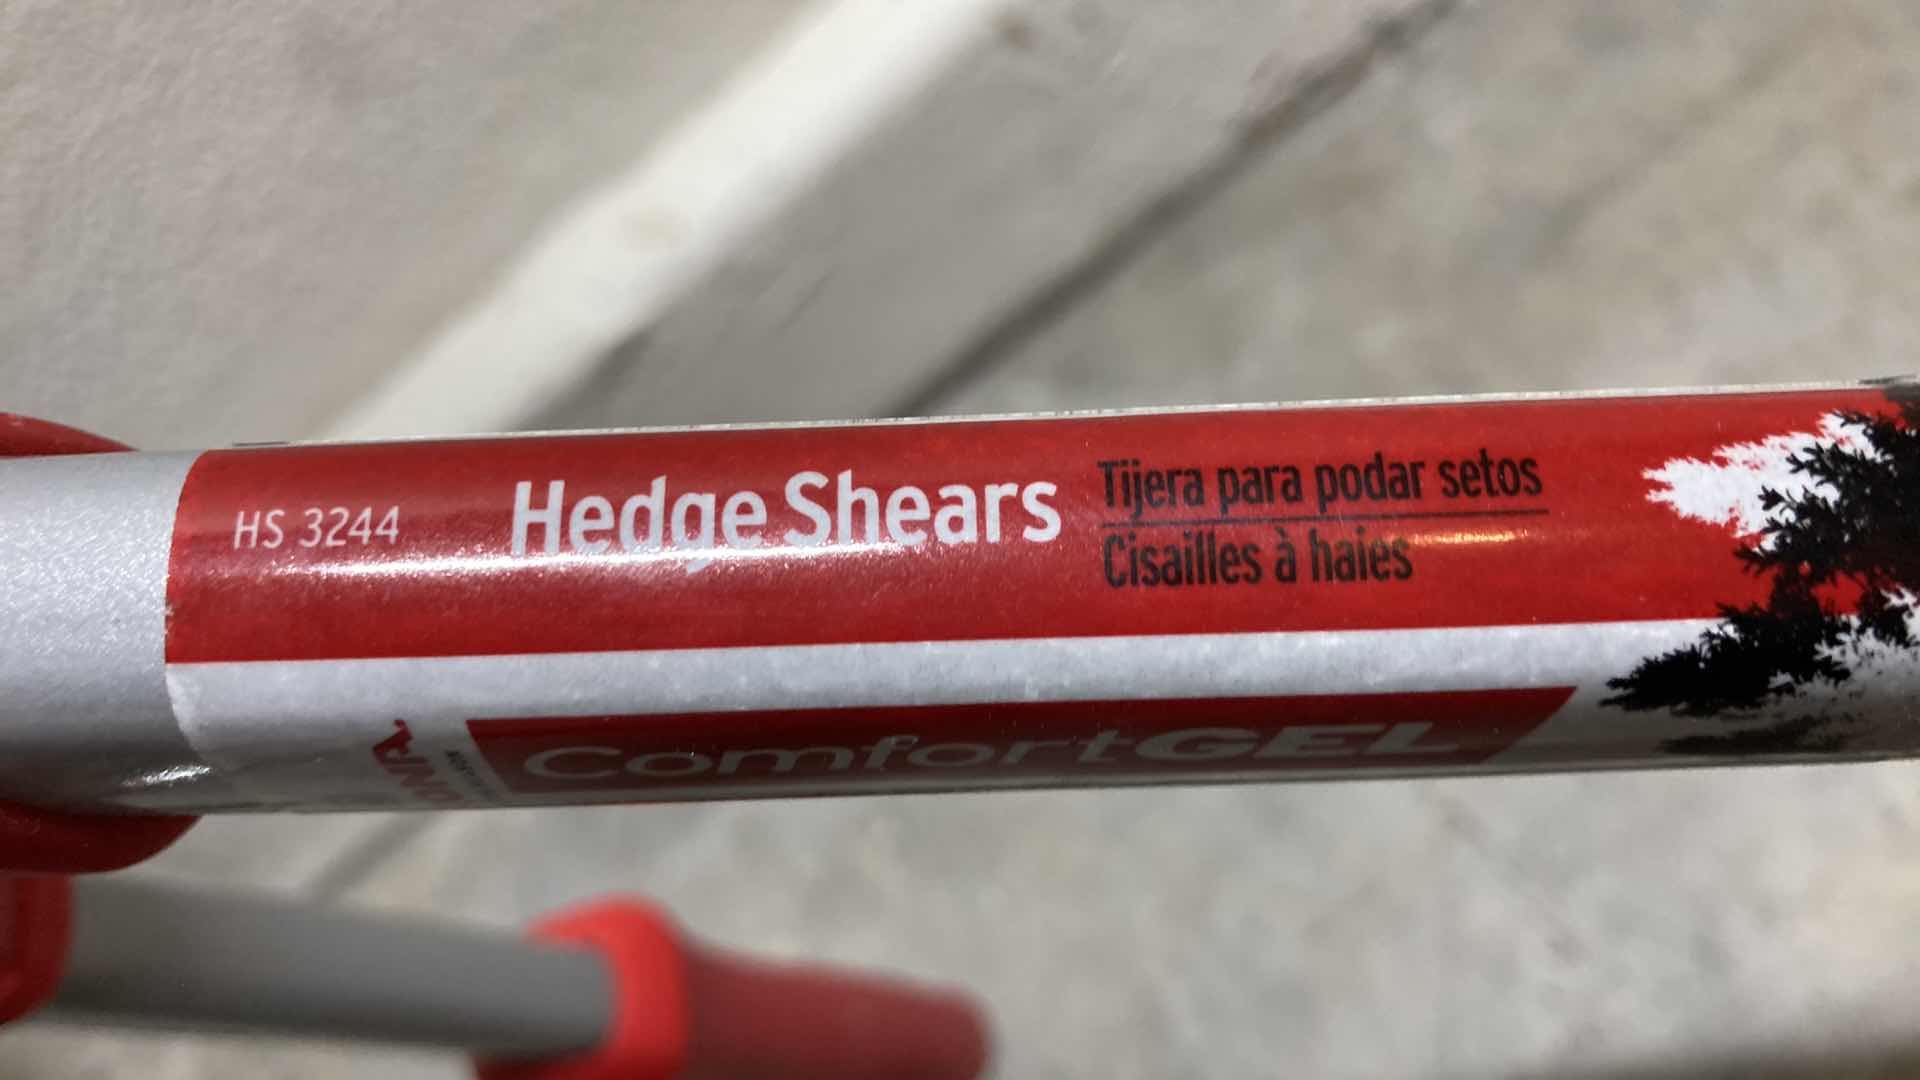 HS 3244
Hedge Shears
Tijera para podar setos
Cisailles à haies
ComfortGEL